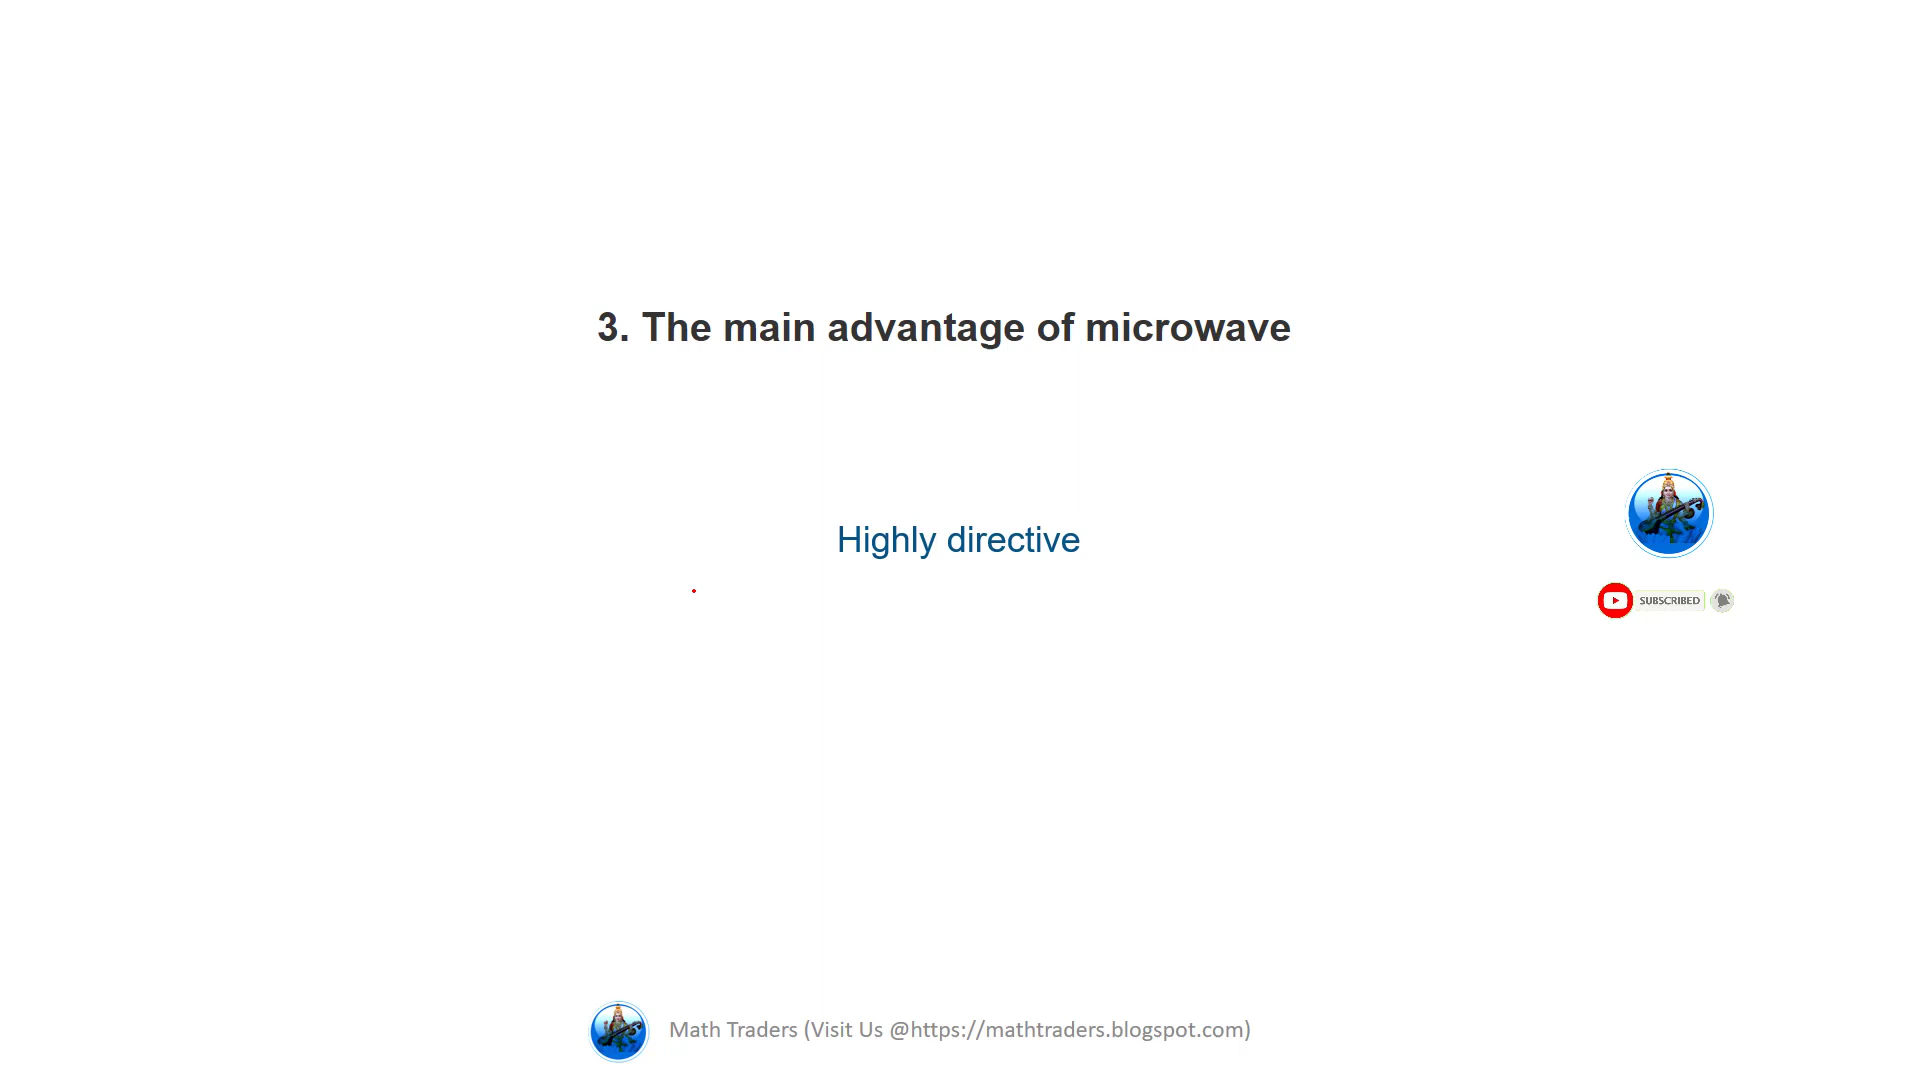 3. The main advantage of microwave
Highly directive
SUBSCRIBED
Math Traders (Visit Us @https://mathtraders.blogspot.com)